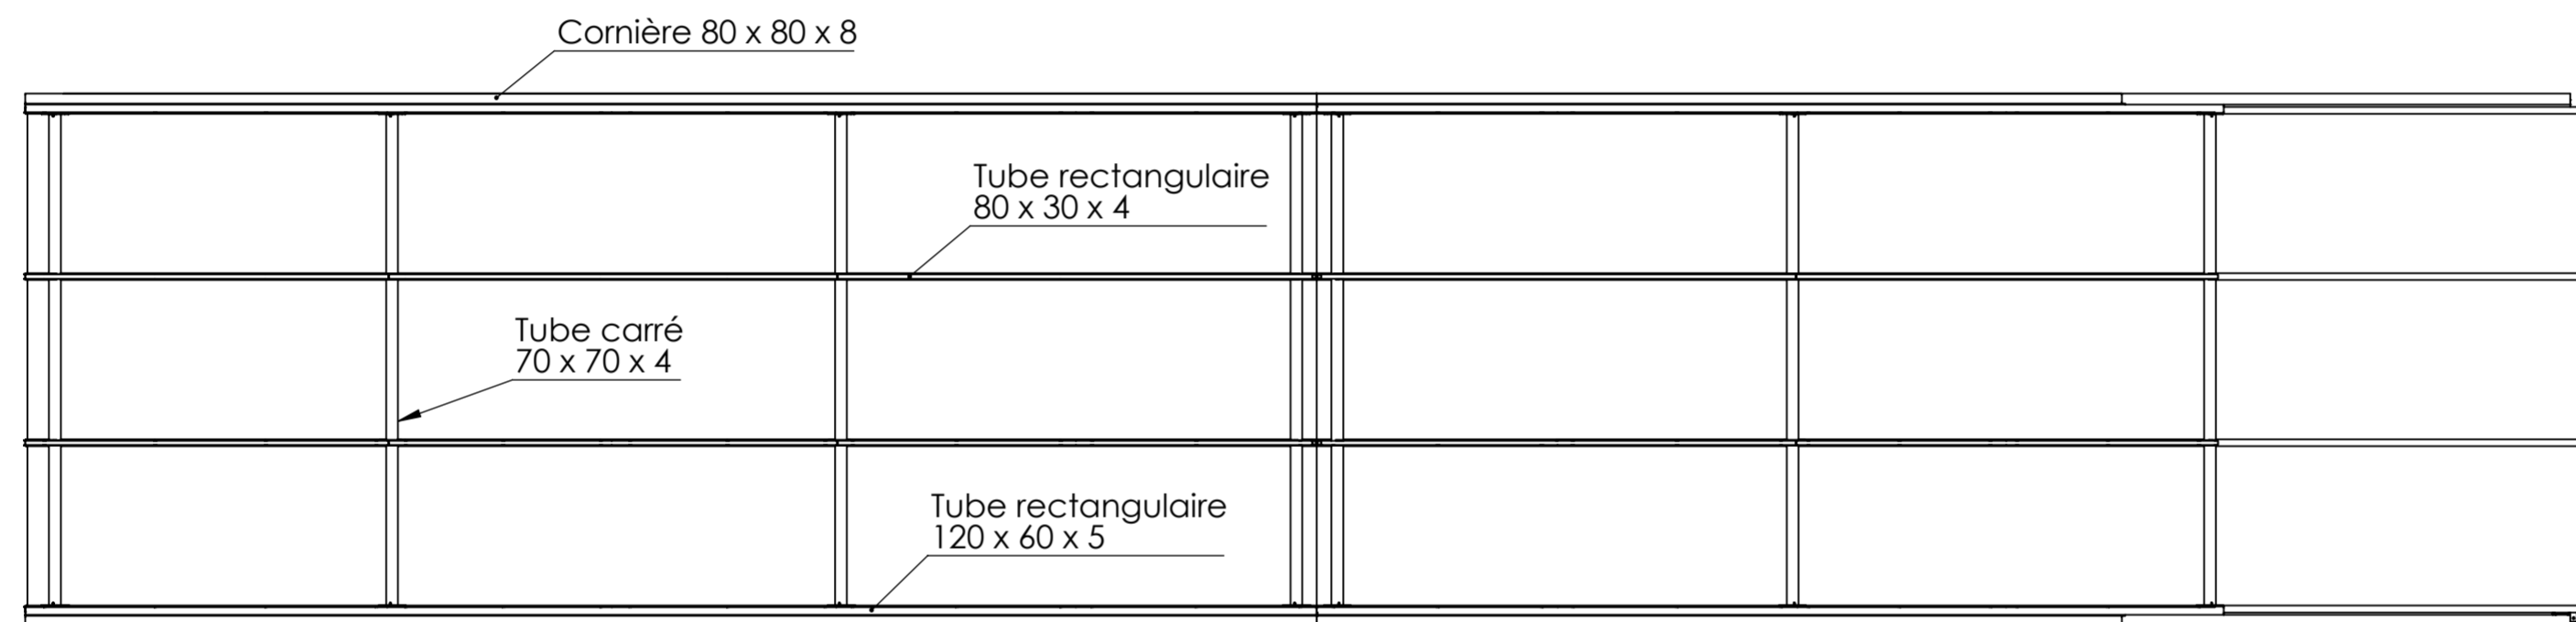 Cornière 80 x 80 x 8
Tube rectangulaire
80 x 30 x 4
Tube carré
70 x 70 x 4
Tube rectangulaire
120 x 60 x 5